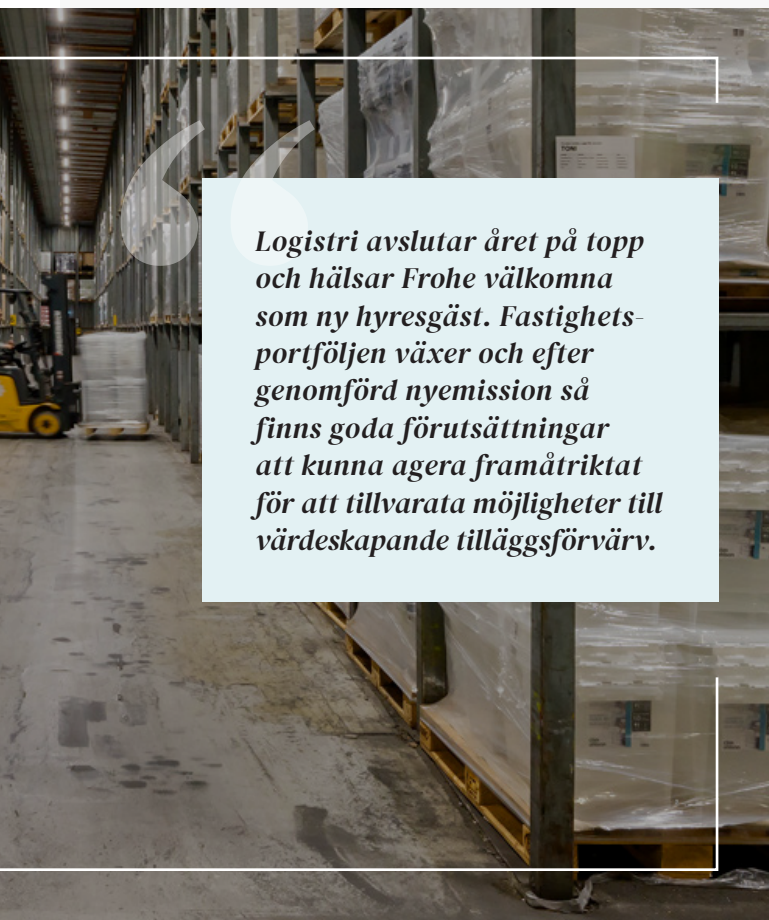 TOMI
Logistri avslutar året på topp
och hälsar Frohe välkomna
som ny hyresgäst. Fastighets-
portföljen växer och efter
genomförd nyemission så
finns goda förutsättningar
att kunna agera framåtriktat
för att tillvarata möjligheter till
värdeskapande tilläggsförvärv.